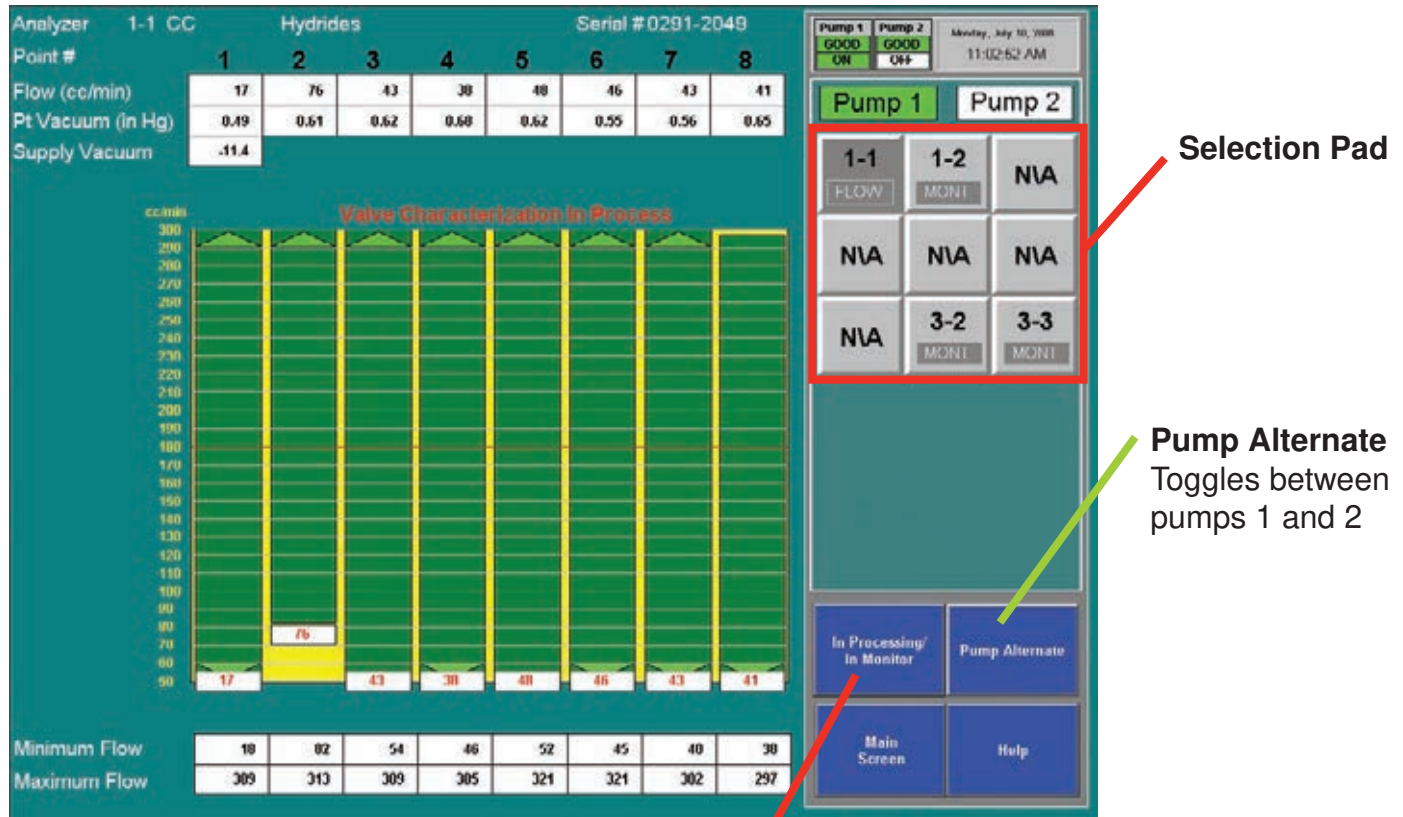 Analyzer 1-1 CC Hydrides Serial # 0291-2049
Point # 1 2 3 4 5 6 7 8
Flow (cc/min) 17 76 43 38 48 46 43 41
Pt Vacuum (in Hg) 0.49 0.61 0.62 0.68 0.62 0.55 0.56 0.65
Supply Vacuum -11.4
cc/min
Valve Characterization In Process
300
290
280
270
260
250
240
230
220
210
200
190
180
170
160
150
140
130
120
110
100
90
80
70
60
50
76
17 43 38 48 46 43 41
Minimum Flow 18 82 54 46 52 45 40 38
Maximum Flow 309 313 309 305 321 321 302 297
Pump 1 Pump 2
GOOD GOOD
ON OFF
Monday, July 10,
11:02:52 AM
Pump 1 Pump 2
1-1 1-2 N\A
FLOW MONT
N\A N\A N\A
N\A 3-2 3-3
MONT MONT
In Processing/
In Monitor
Pump Alternate
Main
Screen
Help
Selection Pad
Pump Alternate
Toggles between
pumps 1 and 2